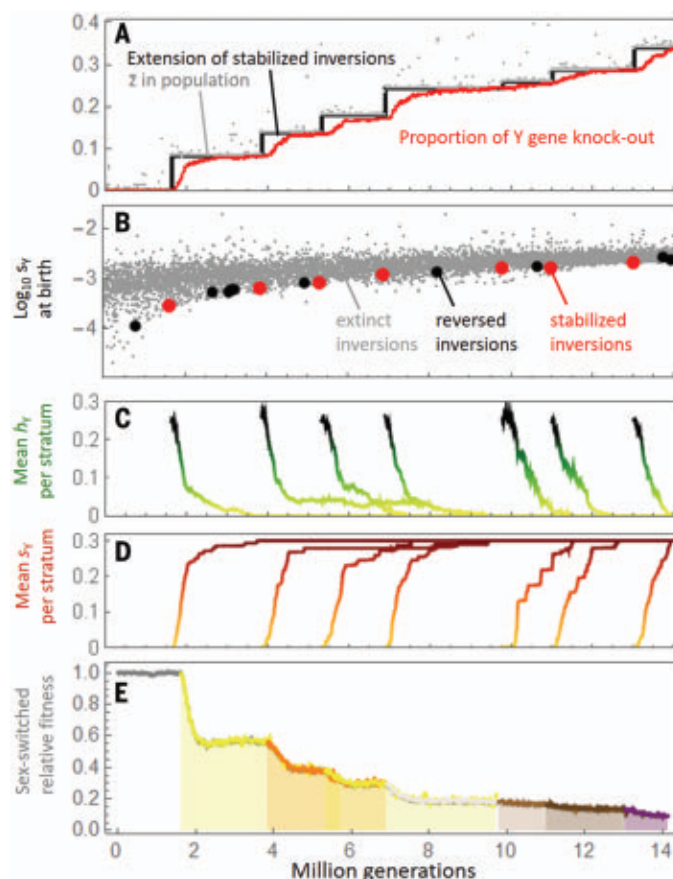 A
0.4
0.3
0.2
0.1
0
Extension of stabilized inversions
z in population
Proportion of Y gene knock-out
B
Log10 sY
at birth
−2
−3
−4
extinct
inversions
reversed
inversions
stabilized
inversions
C
Mean hY
per stratum
0.3
0.2
0.1
0
D
Mean sY
per stratum
0.3
0.2
0.1
0
E
Sex-switched
relative fitness
1.0
0.8
0.6
0.4
0.2
0.0
0 2 4 6 8 10 12 14
Million generations